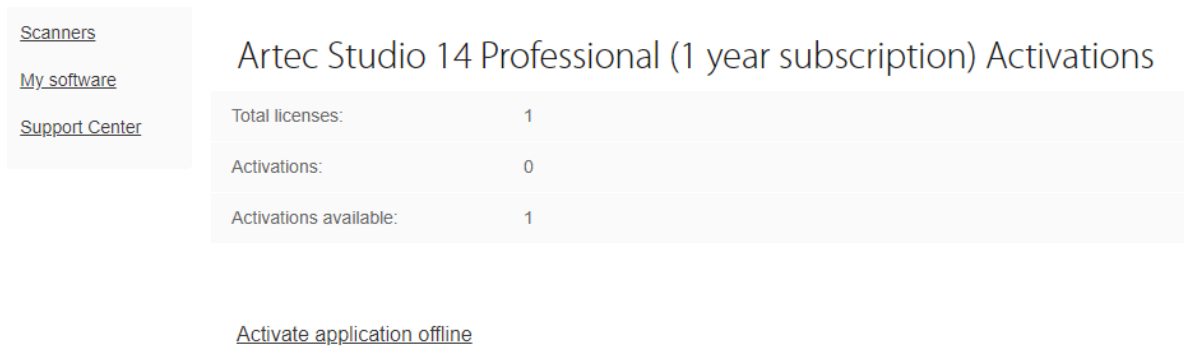 Scanners
My software
Support Center
Artec Studio 14 Professional (1 year subscription) Activations
Total licenses: 1
Activations: 0
Activations available: 1
Activate application offline